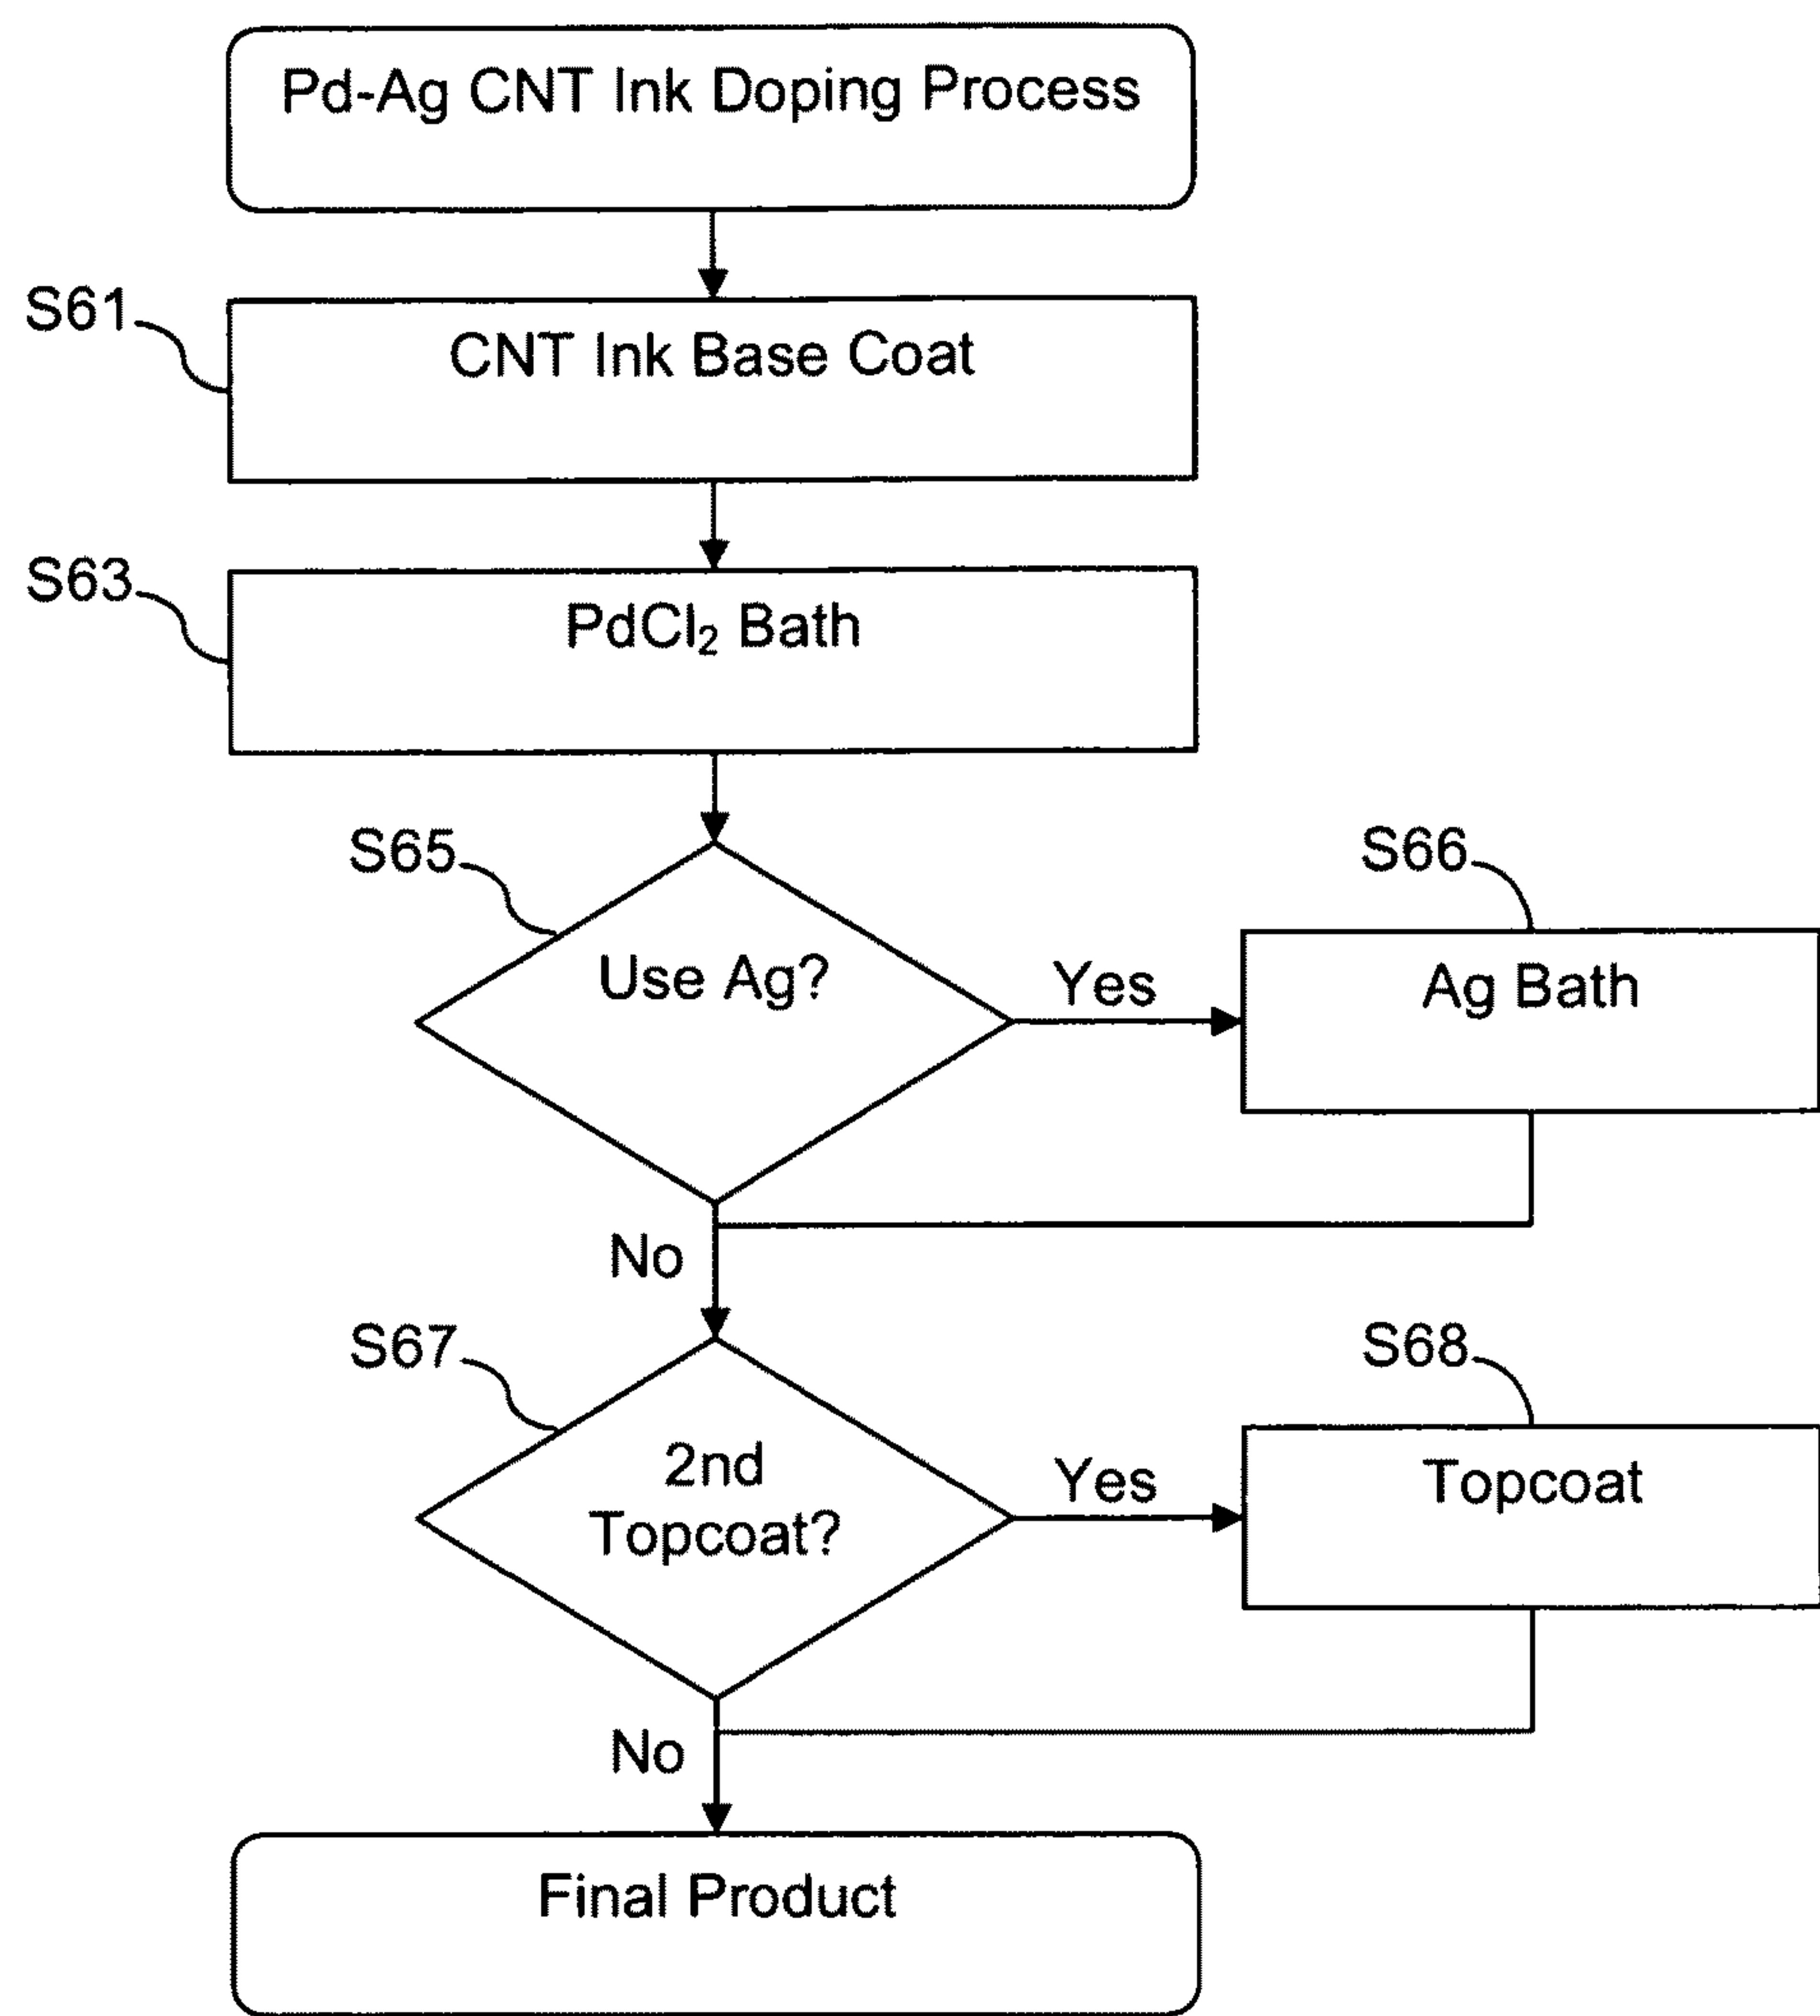 Pd-Ag CNT Ink Doping Process
S61
CNT Ink Base Coat
S63
PdCl₂ Bath
S65
Use Ag?
Yes
S66
Ag Bath
No
S67
2nd
Topcoat?
Yes
S68
Topcoat
No
Final Product